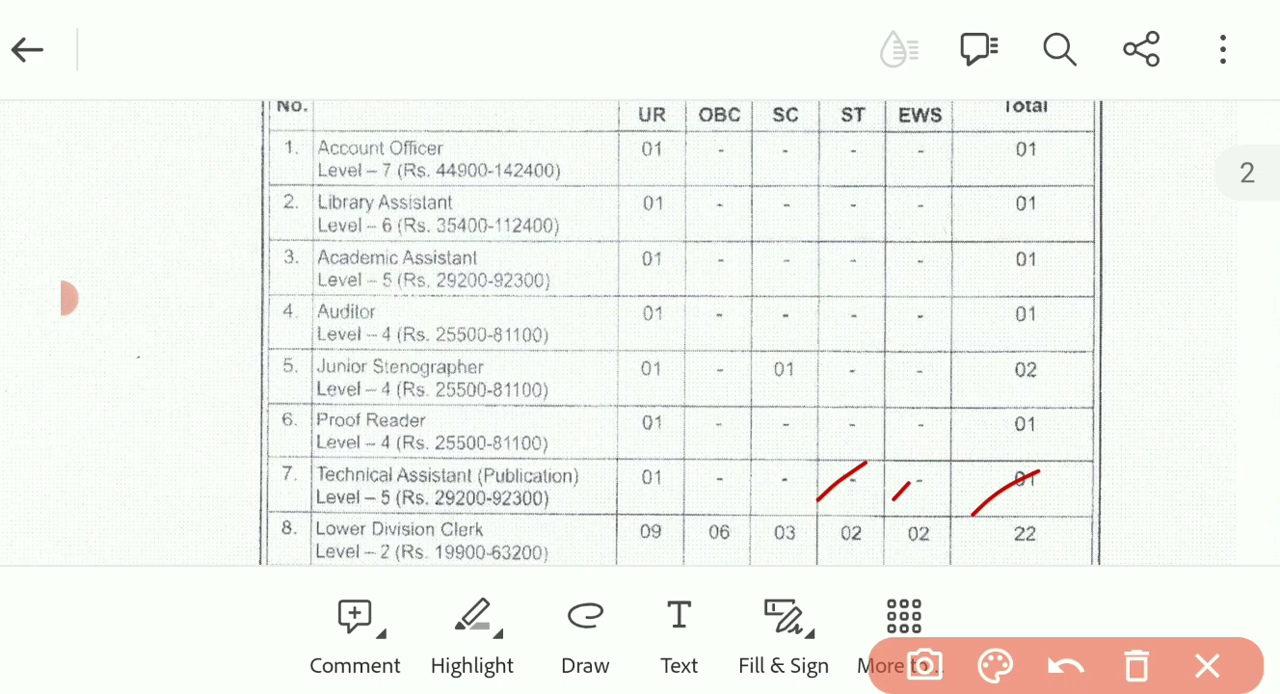 2
No. UR OBC SC ST EWS Total
1. Account Officer 01 - - - - 01
Level – 7 (Rs. 44900-142400)
2. Library Assistant 01 - - - - 01
Level – 6 (Rs. 35400-112400)
3. Academic Assistant 01 - - - - 01
Level – 5 (Rs. 29200-92300)
4. Auditor 01 - - - - 01
Level – 4 (Rs. 25500-81100)
5. Junior Stenographer 01 - 01 - - 02
Level – 4 (Rs. 25500-81100)
6. Proof Reader 01 - - - - 01
Level – 4 (Rs. 25500-81100)
7. Technical Assistant (Publication) 01 - - - - 01
Level – 5 (Rs. 29200-92300)
8. Lower Division Clerk 09 06 03 02 02 22
Level – 2 (Rs. 19900-63200)
Comment Highlight Draw Text Fill & Sign More